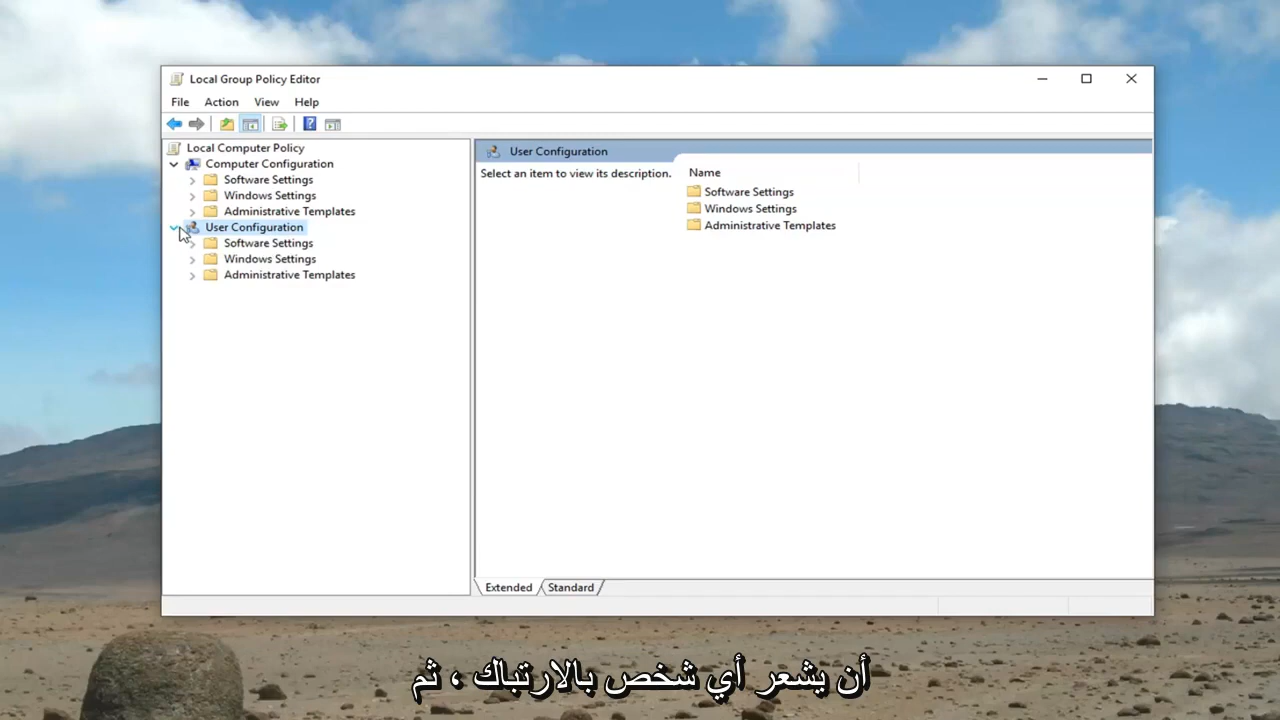 Local Group Policy Editor
File Action View Help
Local Computer Policy
Computer Configuration
Software Settings
Windows Settings
Administrative Templates
User Configuration
Software Settings
Windows Settings
Administrative Templates
User Configuration
Select an item to view its description.
Name
Software Settings
Windows Settings
Administrative Templates
Extended Standard
أن يشعر أي شخص بالارتباك ، ثم